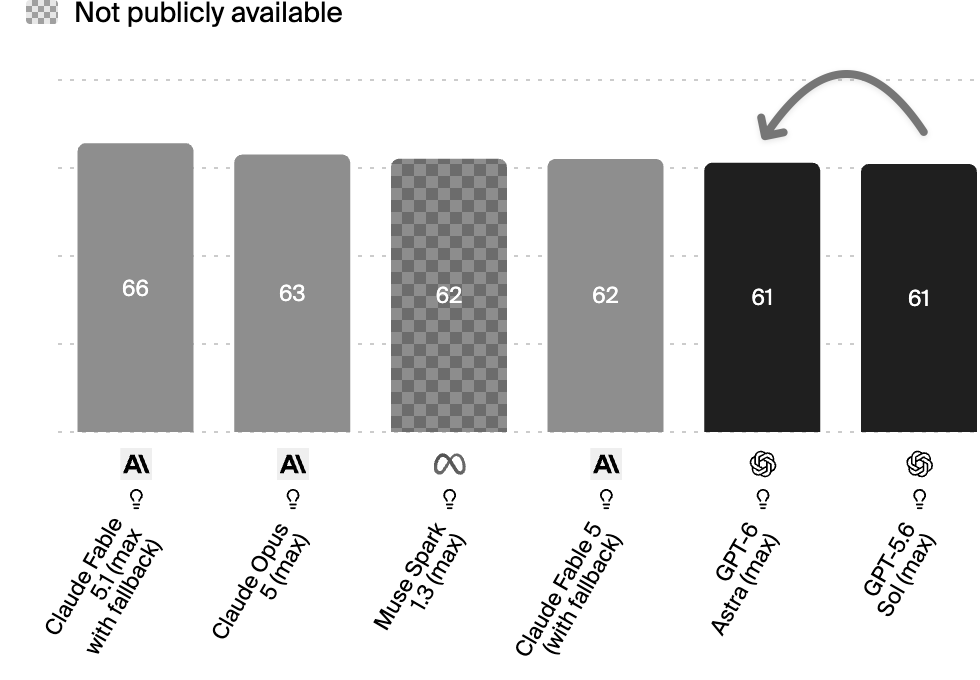 Not publicly available
66
63
62
62
61
61
Claude Fable
5.1 (max
with fallback)
Claude Opus
5 (max)
Muse Spark
1.3 (max)
Claude Fable 5
(with fallback)
GPT-6
Astra (max)
GPT-5.6
Sol (max)